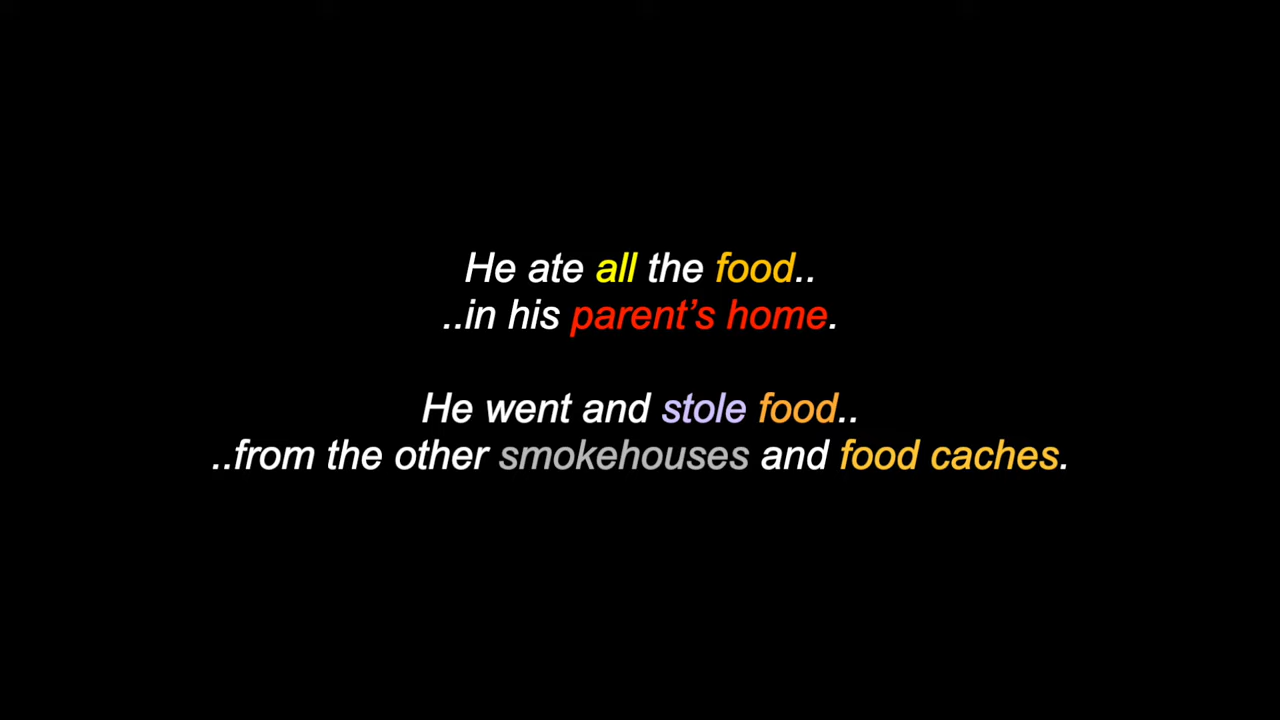 He ate all the food..
..in his parent’s home.
He went and stole food..
..from the other smokehouses and food caches.